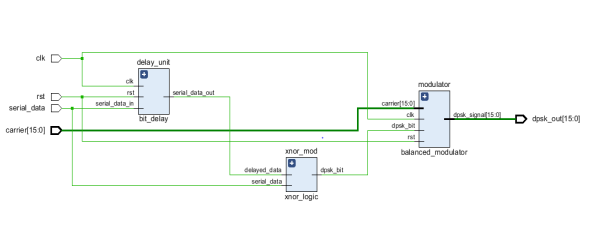 clk
rst
serial_data
carrier[15:0]
delay_unit
clk
rst
serial_data_in
serial_data_out
bit_delay
xnor_mod
delayed_data
serial_data
dpsk_bit
xnor_logic
modulator
carrier[15:0]
clk
dpsk_bit
rst
dpsk_signal[15:0]
balanced_modulator
dpsk_out[15:0]